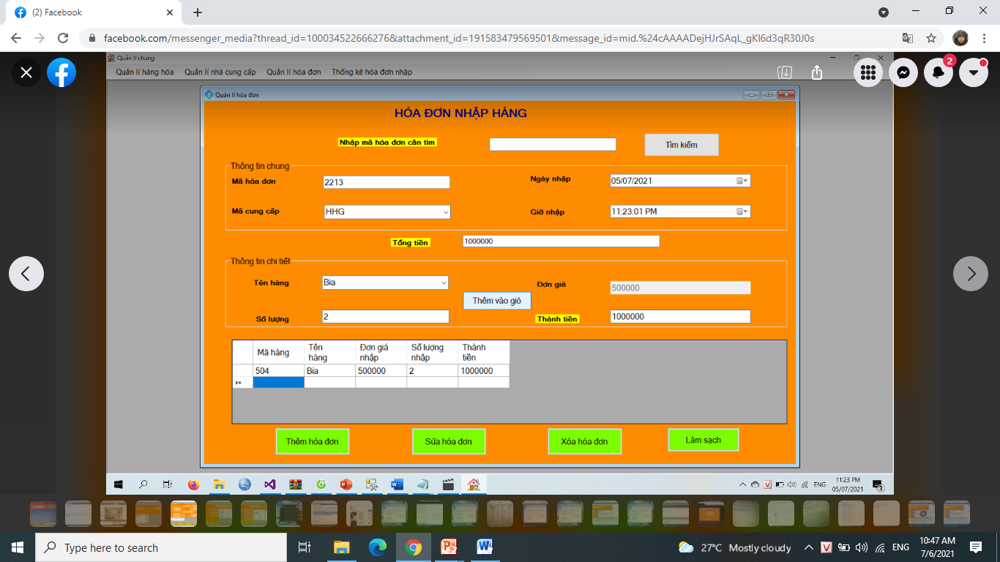 (2) Facebook
facebook.com/messenger_media?thread_id=100034522666276&attachment_id=191583479569501&message_id=mid.%24cAAAADejHJrSAqL_gKI6d3qR30J0s
Quản lí chung
Quản lí hàng hóa Quản lí nhà cung cấp Quản lí hóa đơn Thống kê hóa đơn nhập
2
Quản lí hóa đơn
HÓA ĐƠN NHẬP HÀNG
Nhập mã hóa đơn cần tìm Tìm kiếm
Thông tin chung
Mã hóa đơn 2213 Ngày nhập 05/07/2021
Mã cung cấp HHG Giờ nhập 11:23:01 PM
Tổng tiền 1000000
Thông tin chi tiết
Tên hàng Bia Đơn giá 500000
Thêm vào giỏ
Số lượng 2 Thành tiền 1000000
Mã hàng Tên hàng Đơn giá nhập Số lượng nhập Thành tiền
504 Bia 500000 2 1000000
Thêm hóa đơn Sửa hóa đơn Xóa hóa đơn Làm sạch
ENG 11:23 PM
05/07/2021 3
Type here to search 27°C Mostly cloudy ENG 10:47 AM
7/6/2021